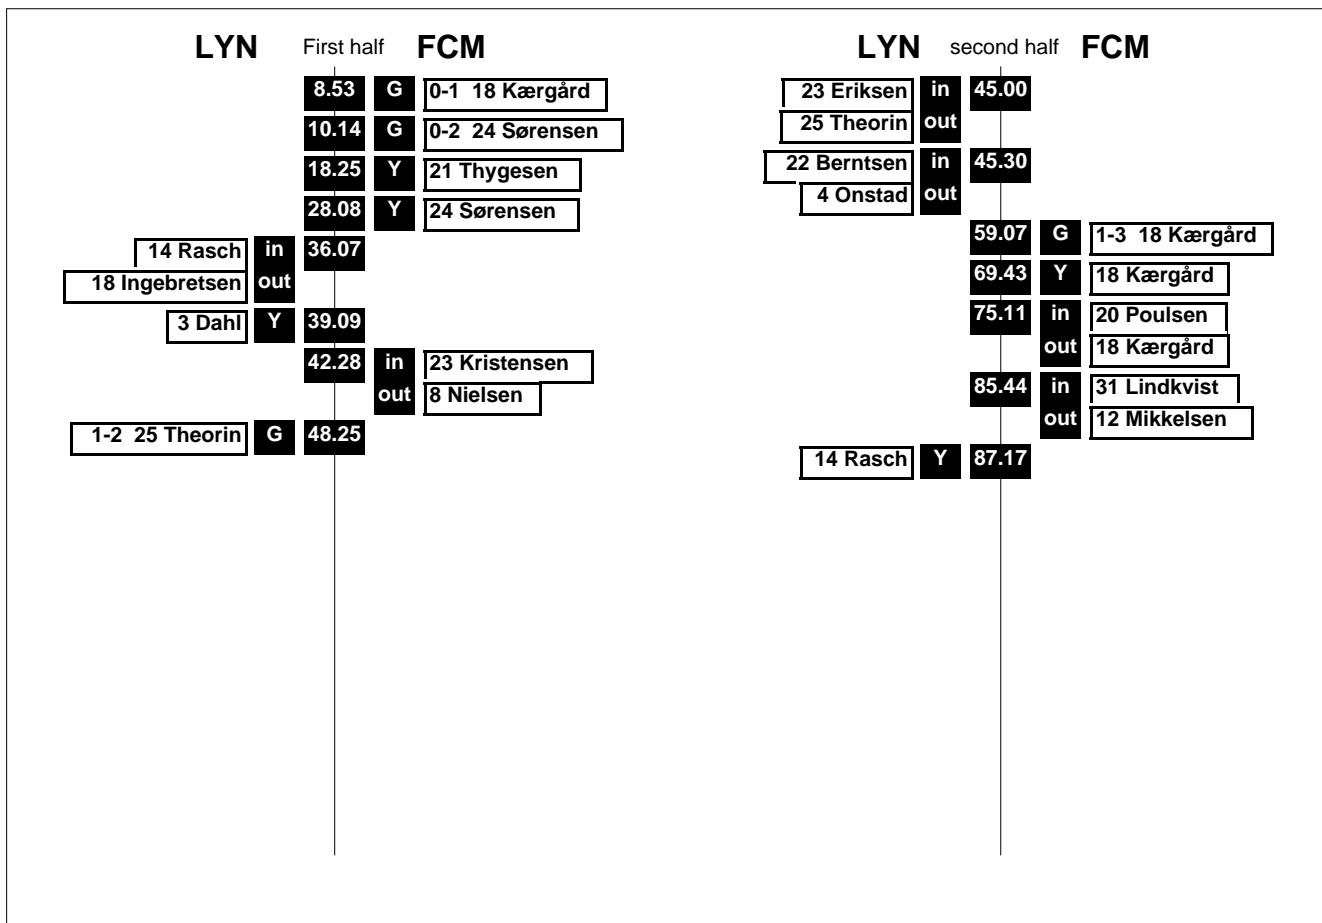 LYN First half FCM
8.53 G 0-1 18 Kærgård
10.14 G 0-2 24 Sørensen
18.25 Y 21 Thygesen
28.08 Y 24 Sørensen
14 Rasch in 36.07
18 Ingebretsen out
3 Dahl Y 39.09
42.28 in 23 Kristensen
out 8 Nielsen
1-2 25 Theorin G 48.25
LYN second half FCM
23 Eriksen in 45.00
25 Theorin out
22 Berntsen in 45.30
4 Onstad out
59.07 G 1-3 18 Kærgård
69.43 Y 18 Kærgård
75.11 in 20 Poulsen
out 18 Kærgård
85.44 in 31 Lindkvist
out 12 Mikkelsen
14 Rasch Y 87.17